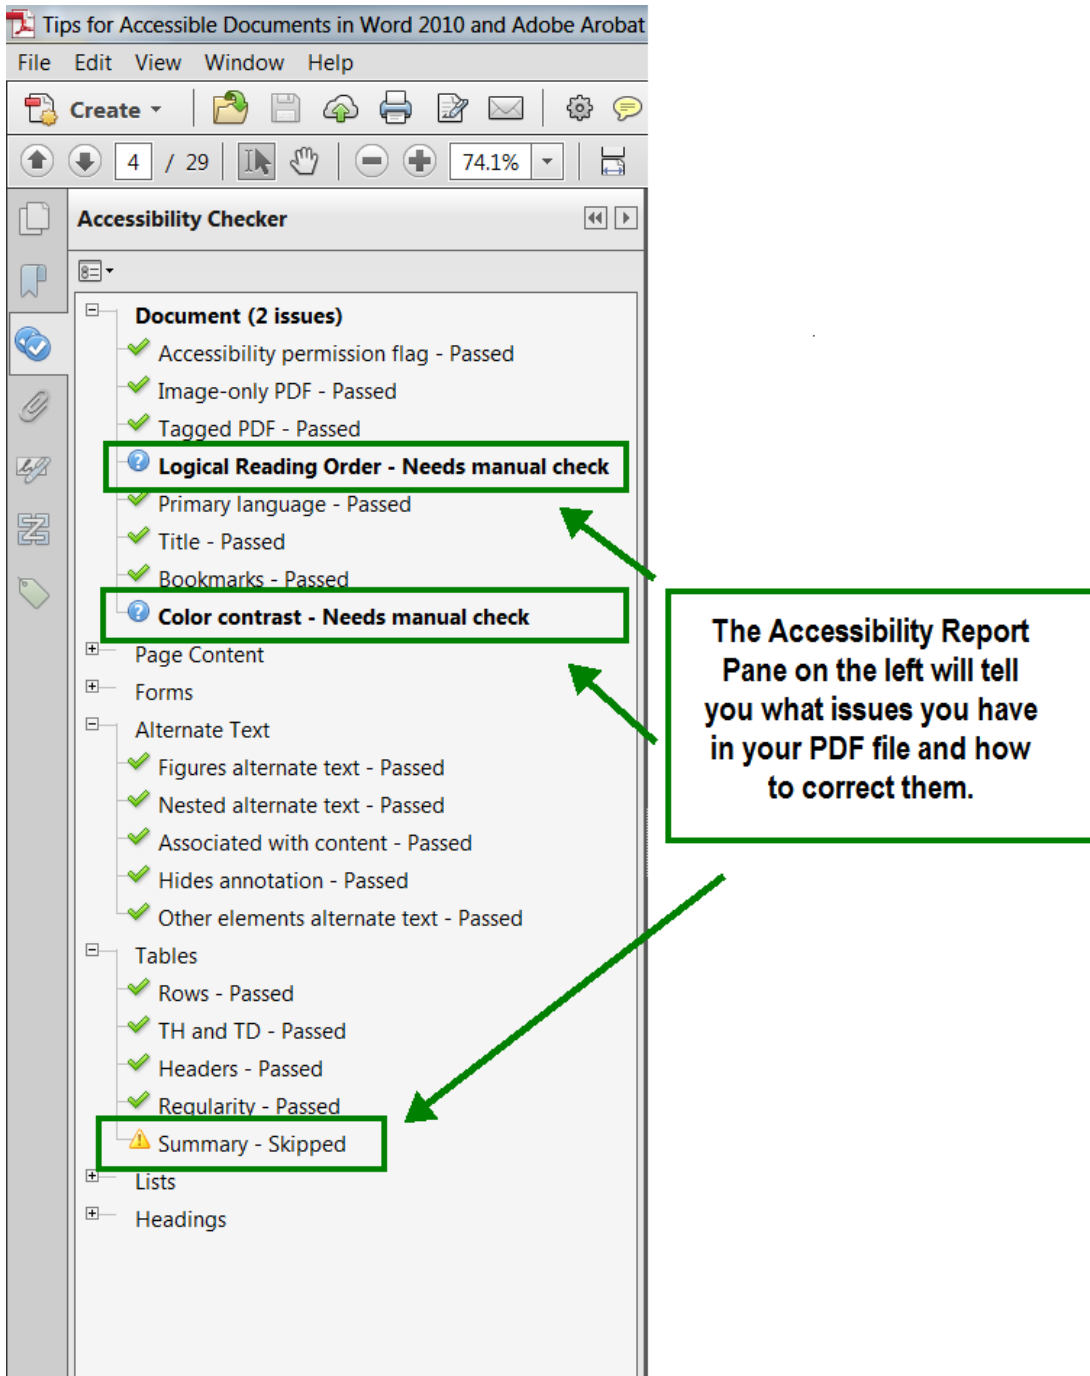 Tips for Accessible Documents in Word 2010 and Adobe Arobat
File Edit View Window Help
Create
4 / 29 74.1%
Accessibility Checker
Document (2 issues)
Accessibility permission flag - Passed
Image-only PDF - Passed
Tagged PDF - Passed
Logical Reading Order - Needs manual check
Primary language - Passed
Title - Passed
Bookmarks - Passed
Color contrast - Needs manual check
Page Content
Forms
Alternate Text
Figures alternate text - Passed
Nested alternate text - Passed
Associated with content - Passed
Hides annotation - Passed
Other elements alternate text - Passed
Tables
Rows - Passed
TH and TD - Passed
Headers - Passed
Regularity - Passed
Summary - Skipped
Lists
Headings
The Accessibility Report
Pane on the left will tell
you what issues you have
in your PDF file and how
to correct them.